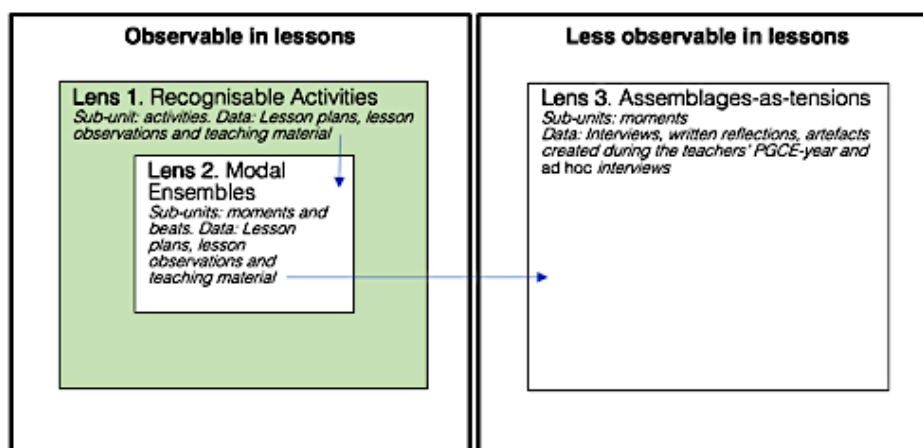 Observable in lessons
Lens 1. Recognisable Activities
Sub-unit: activities. Data: Lesson plans, lesson
observations and teaching material
Lens 2. Modal
Ensembles
Sub-units: moments and
beats. Data: Lesson
plans, lesson
observations and
teaching material
Less observable in lessons
Lens 3. Assemblages-as-tensions
Sub-units: moments
Data: Interviews, written reflections, artefacts
created during the teachers' PGCE-year and
ad hoc interviews